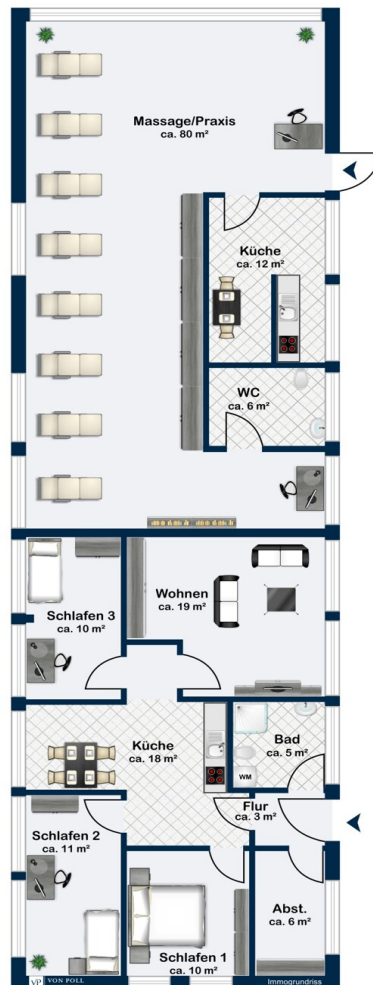 Massage/Praxis
ca. 80 m²
Küche
ca. 12 m²
WC
ca. 6 m²
Wohnen
ca. 19 m²
Schlafen 3
ca. 10 m²
Küche
ca. 18 m²
Bad
ca. 5 m²
WM
Flur
ca. 3 m²
Schlafen 2
ca. 11 m²
Abst.
ca. 6 m²
Schlafen 1
ca. 10 m²
VP VON POLL
Immogrundriss